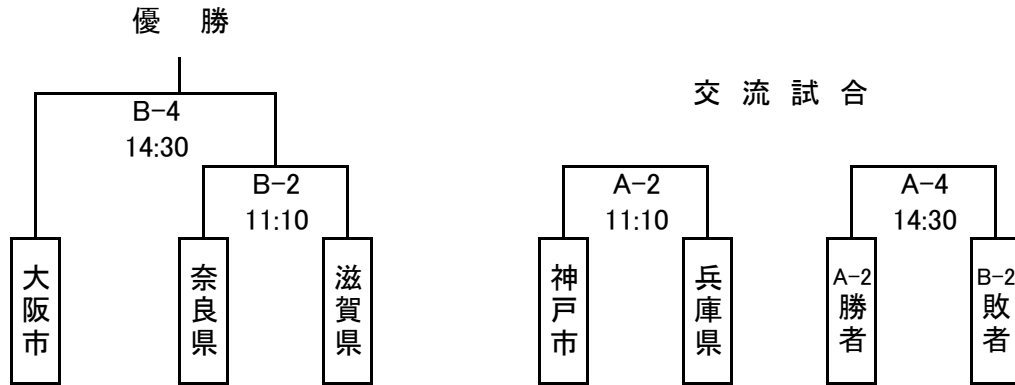 優 勝
B-4
14:30
B-2
11:10
大阪市
奈良県
滋賀県
交 流 試 合
A-2
11:10
A-4
14:30
神戸市
兵庫県
A-2
勝者
B-2
敗者